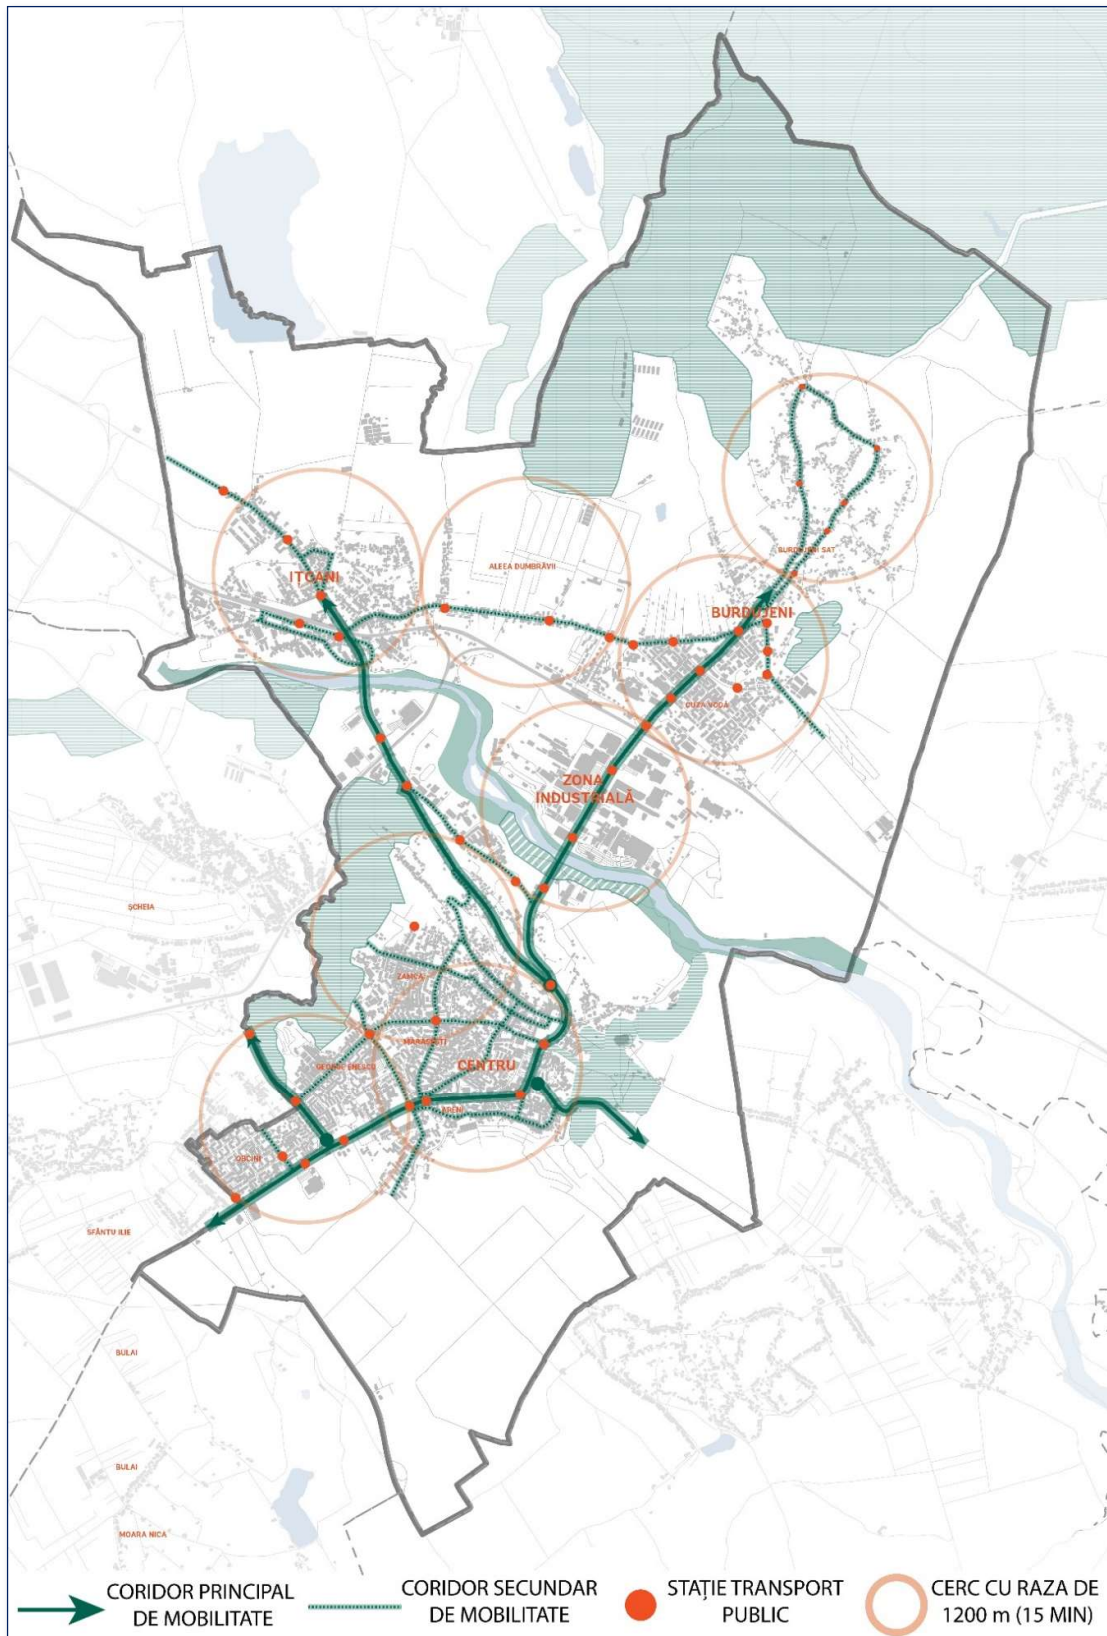 BURDUJENI SAT
ALEEA DUMBRĂVII
IȚCANI
BURDUJENI
CUZA VODĂ
ZONA
INDUSTRIALĂ
ȘCHEIA
ZAMCA
MĂRĂȘEȘTI
GEORGE ENESCU
CENTRU
ARENI
OBCINI
SFÂNTU ILIE
BULAI
BULAI
MOARA NICA
CORIDOR PRINCIPAL
DE MOBILITATE
CORIDOR SECUNDAR
DE MOBILITATE
STAȚIE TRANSPORT
PUBLIC
CERC CU RAZA DE
1200 m (15 MIN)